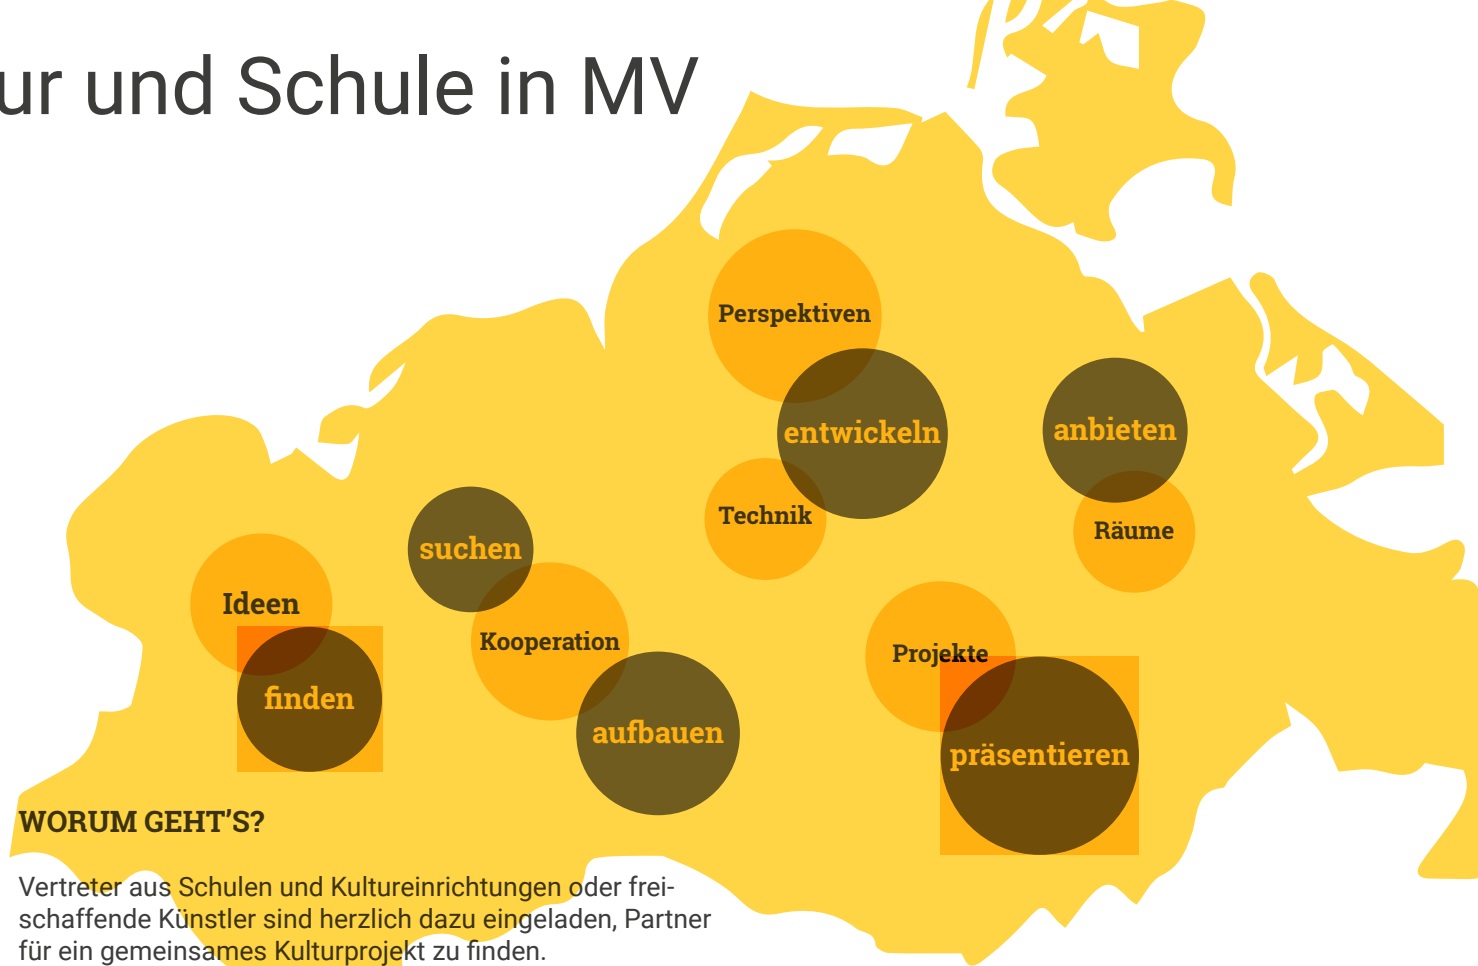 ur und Schule in MV
Perspektiven
entwickeln
anbieten
Technik
Räume
suchen
Ideen
Kooperation
Projekte
finden
aufbauen
präsentieren
WORUM GEHT'S?
Vertreter aus Schulen und Kultureinrichtungen oder frei-
schaffende Künstler sind herzlich dazu eingeladen, Partner
für ein gemeinsames Kulturprojekt zu finden.